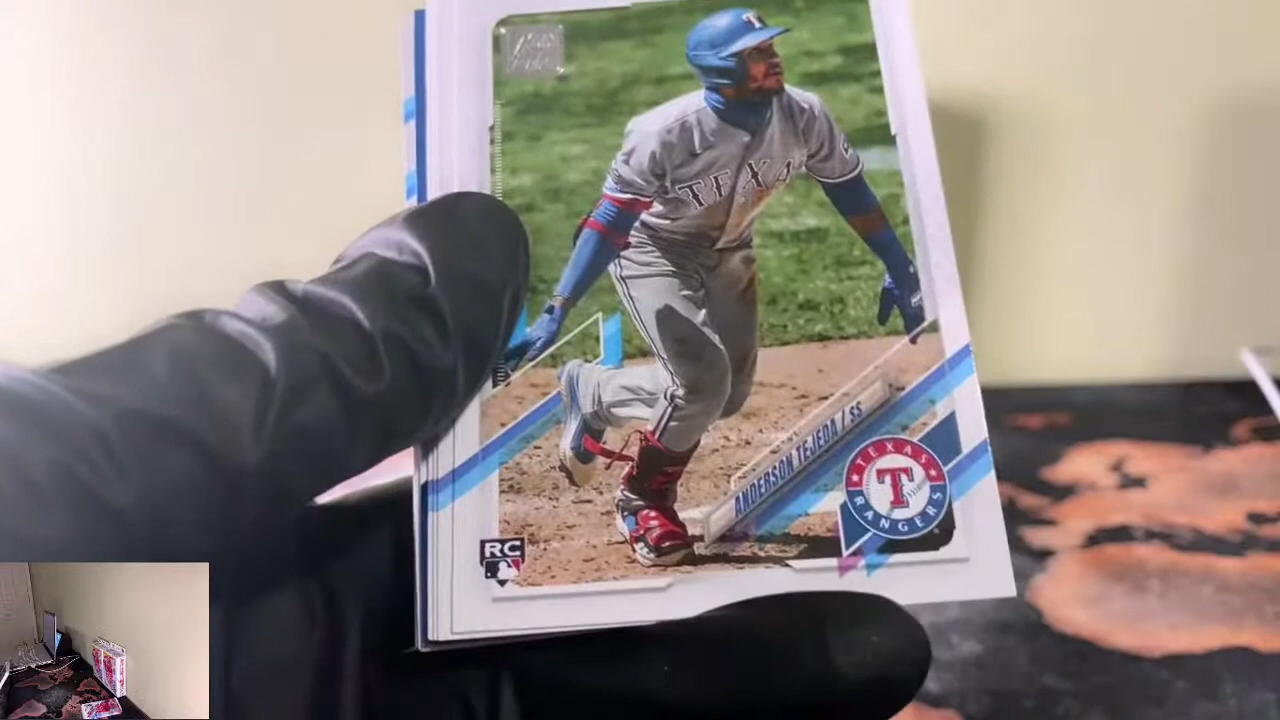 T
TEXAS
ANDERSON TEJEDA / SS
TEXAS
T
RANGERS
RC